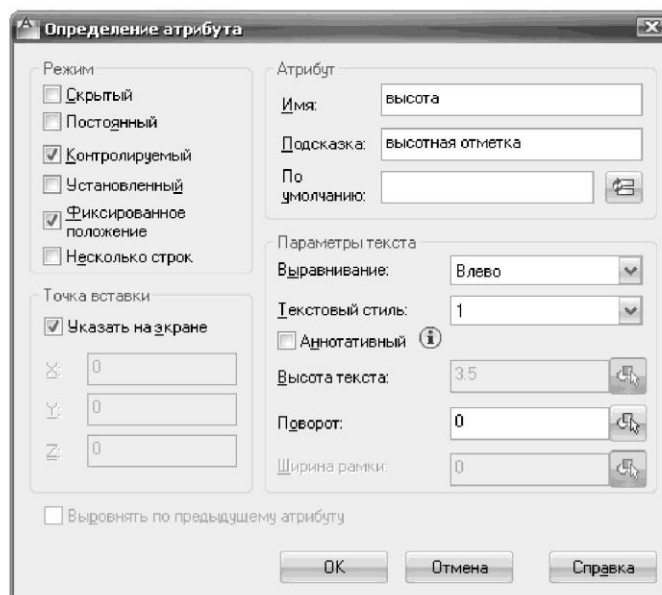 Определение атрибута
Режим
Скрытый
Постоянный
Контролируемый
Установленный
Фиксированное
положение
Несколько строк
Точка вставки
Указать на экране
X: 0
Y: 0
Z: 0
Атрибут
Имя: высота
Подсказка: высотная отметка
По
умолчанию:
Параметры текста
Выравнивание: Влево
Текстовый стиль: 1
Аннотативный
Высота текста: 3.5
Поворот: 0
Ширина рамки: 0
Выровнять по предыдущему атрибуту
ОК Отмена Справка